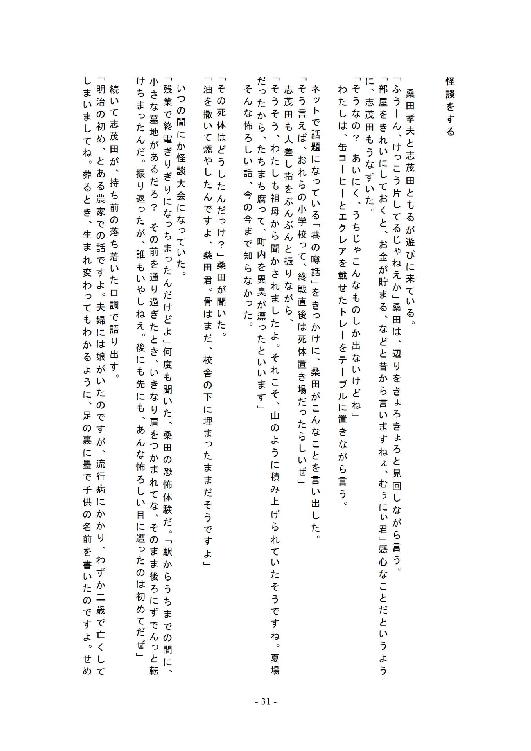 怪談をする
桑田孝夫と志茂田ともるが遊びに来ている。
「ふうーん、けっこう片してるじゃねえか」桑田は、辺りをきょろきょろと見回しながら言う。
「部屋をきれいにしておくと、お金が貯まる、などと昔から言いますねぇ、むぅにぃ君」感心なことだというよう
に、志茂田もうなずいた。
「そうなの？　あいにく、うちじゃこんなものしか出ないけどね」
わたしは、缶コーヒーとエクレアを載せたトレーをテーブルに置きながら言う。
ネットで話題になっている「巷の噂話」をきっかけに、桑田がこんなことを言い出した。
「そう言えば、おれらの小学校って、終戦直後は死体置き場だったらしいぜ」
志茂田も人差し指をぶんぶんと振りながら、
「そうそう、わたしも祖母から聞かされましたよ。それこそ、山のように積み上げられていたそうですね。夏場
だったから、たちまち腐って、町内を異臭が漂ったといいます」
そんな怖ろしい話、今の今まで知らなかった。
「その死体はどうしたんだっけ？」桑田が聞いた。
「油を撒いて燃やしたんですよ、桑田君。骨はまだ、校舎の下に埋まったままだそうですよ」
いつの間にか怪談大会になっていた。
「残業で終電ぎりぎりになっちまったんだけどよ」何度も聞いた、桑田の恐怖体験だ。「駅からうちまでの間に、
小さな墓地があるだろ？　その前を通り過ぎたとき、いきなり肩をつかまれてな、そのまま後ろにずでんっと転
けちまったんだ。振り返ったが、誰もいやしねえ。後にも先にも、あんな怖ろしい目に遭ったのは初めてだぜ」
続いて志茂田が、持ち前の落ち着いた口調で語り出す。
「明治の初め、とある農家での話ですよ。夫婦には娘がいたのですが、流行病にかかり、わずか二歳で亡くして
しまいましてね。葬るとき、生まれ変わってもわかるように、足の裏に墨で子供の名前を書いたのですよ。せめ
- 31 -